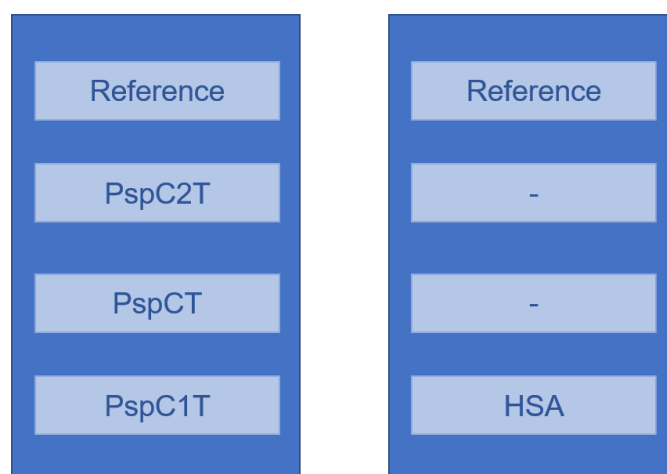 Reference
PspC2T
PspCT
PspC1T
Reference
-
-
HSA